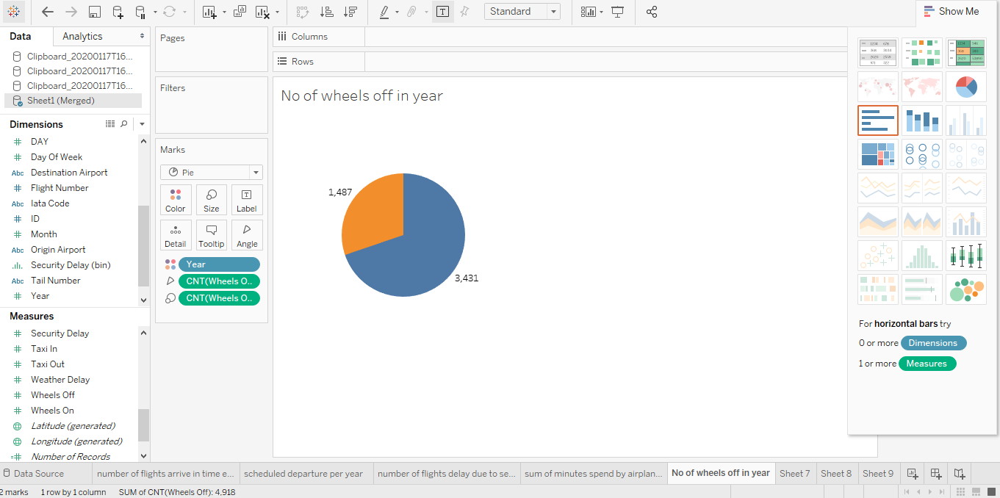 Standard
Show Me
Data
Analytics
Clipboard_20200117T16...
Clipboard_20200117T16...
Clipboard_20200117T16...
Sheet1 (Merged)
Dimensions
DAY
Day Of Week
Abc Destination Airport
Flight Number
Abc Iata Code
ID
Month
Abc Origin Airport
Security Delay (bin)
Abc Tail Number
Year
Measures
Security Delay
Taxi In
Taxi Out
Weather Delay
Wheels Off
Wheels On
Latitude (generated)
Longitude (generated)
Number of Records
Pages
Filters
Marks
Pie
Color Size Label
Detail Tooltip Angle
Year
CNT(Wheels O..
CNT(Wheels O..
Columns
Rows
No of wheels off in year
1,487
3,431
For horizontal bars try
0 or more Dimensions
1 or more Measures
Data Source
number of flights arrive in time e...
scheduled departure per year
number of flights delay due to se...
sum of minutes spend by airplan...
No of wheels off in year
Sheet 7
Sheet 8
Sheet 9
2 marks 1 row by 1 column SUM of CNT(Wheels Off): 4,918